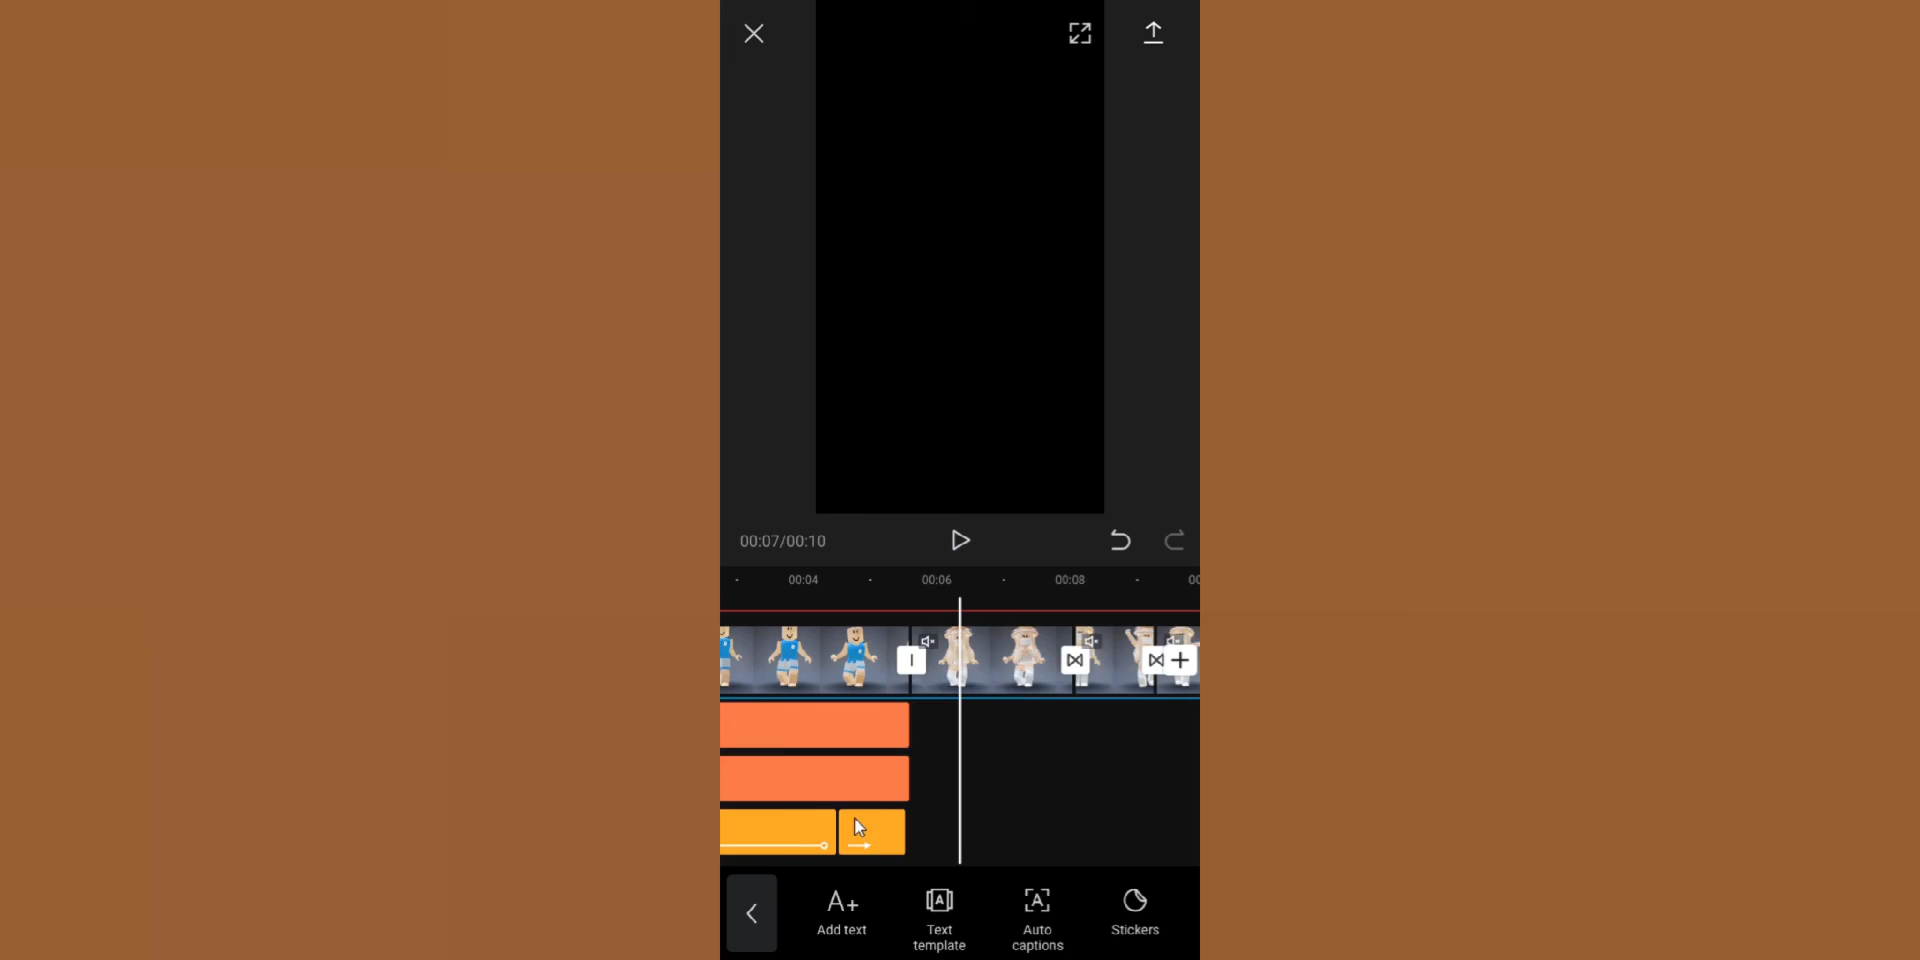 00:07/00:10
00:04
00:06
00:08
00
A+
A
A
Add text
Text
template
Auto
captions
Stickers